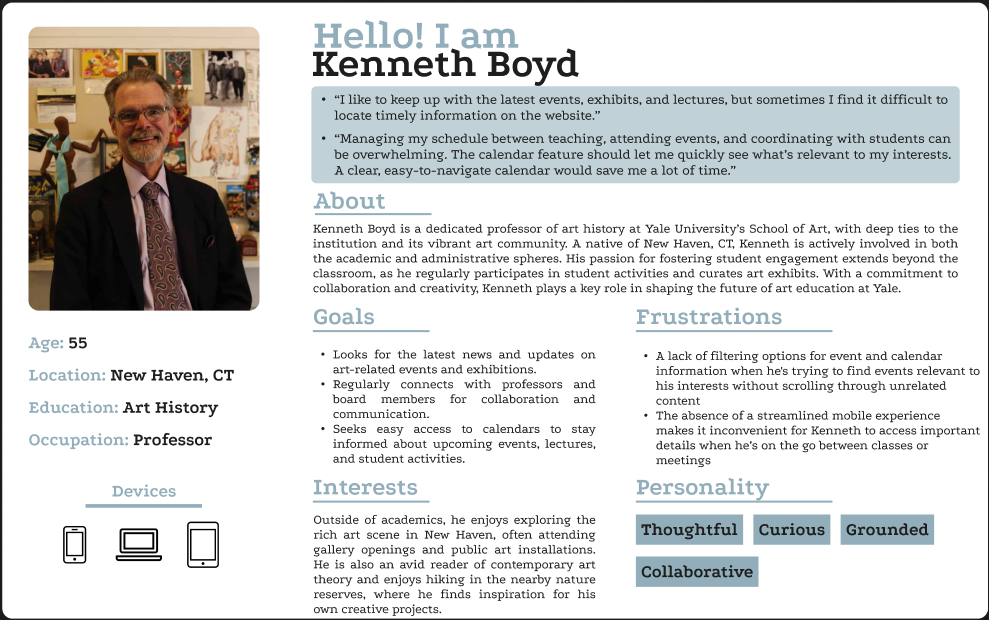 Hello! I am
Kenneth Boyd
• “I like to keep up with the latest events, exhibits, and lectures, but sometimes I find it difficult to
locate timely information on the website.”
• “Managing my schedule between teaching, attending events, and coordinating with students can
be overwhelming. The calendar feature should let me quickly see what’s relevant to my interests.
A clear, easy-to-navigate calendar would save me a lot of time.”
About
Kenneth Boyd is a dedicated professor of art history at Yale University’s School of Art, with deep ties to the
institution and its vibrant art community. A native of New Haven, CT, Kenneth is actively involved in both
the academic and administrative spheres. His passion for fostering student engagement extends beyond the
classroom, as he regularly participates in student activities and curates art exhibits. With a commitment to
collaboration and creativity, Kenneth plays a key role in shaping the future of art education at Yale.
Age: 55
Location: New Haven, CT
Education: Art History
Occupation: Professor
Devices
Goals
• Looks for the latest news and updates on
art-related events and exhibitions.
• Regularly connects with professors and
board members for collaboration and
communication.
• Seeks easy access to calendars to stay
informed about upcoming events, lectures,
and student activities.
Frustrations
• A lack of filtering options for event and calendar
information when he's trying to find events relevant to
his interests without scrolling through unrelated
content
• The absence of a streamlined mobile experience
makes it inconvenient for Kenneth to access important
details when he's on the go between classes or
meetings
Interests
Outside of academics, he enjoys exploring the
rich art scene in New Haven, often attending
gallery openings and public art installations.
He is also an avid reader of contemporary art
theory and enjoys hiking in the nearby nature
reserves, where he finds inspiration for his
own creative projects.
Personality
Thoughtful
Curious
Grounded
Collaborative